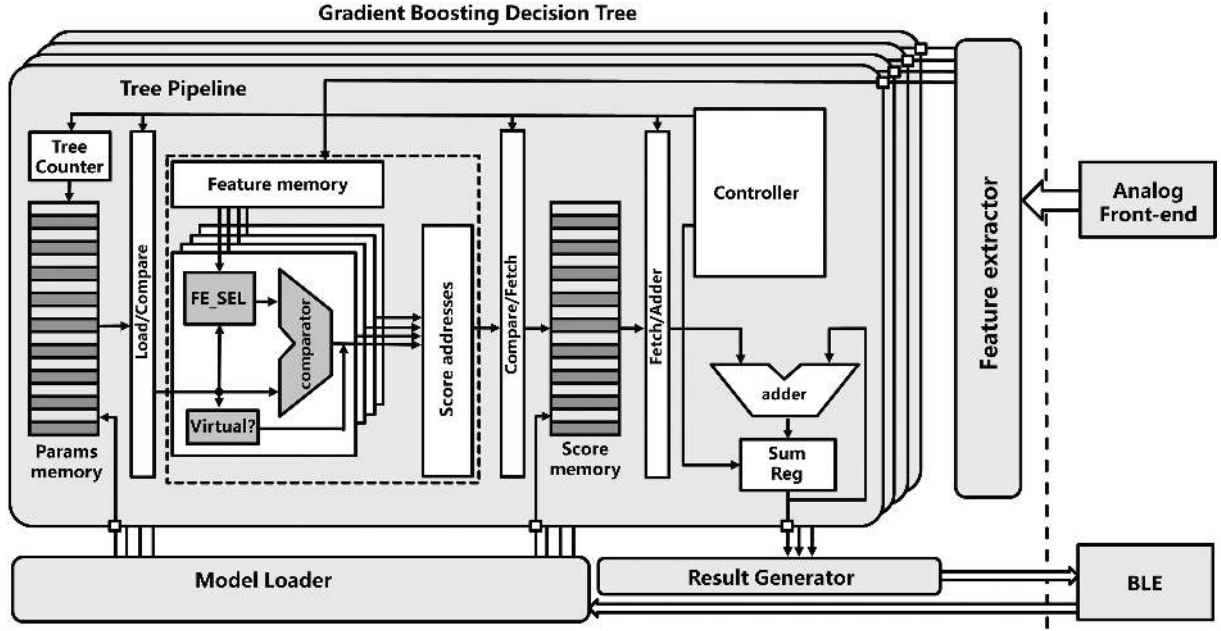 Gradient Boosting Decision Tree
Tree Pipeline
Tree
Counter
Load/Compare
Feature memory
FE_SEL
comparator
Virtual?
Score addresses
Compare/Fetch
Fetch/Adder
Controller
Params
memory
Score
memory
adder
Sum
Reg
Feature extractor
Analog
Front-end
Model Loader
Result Generator
BLE